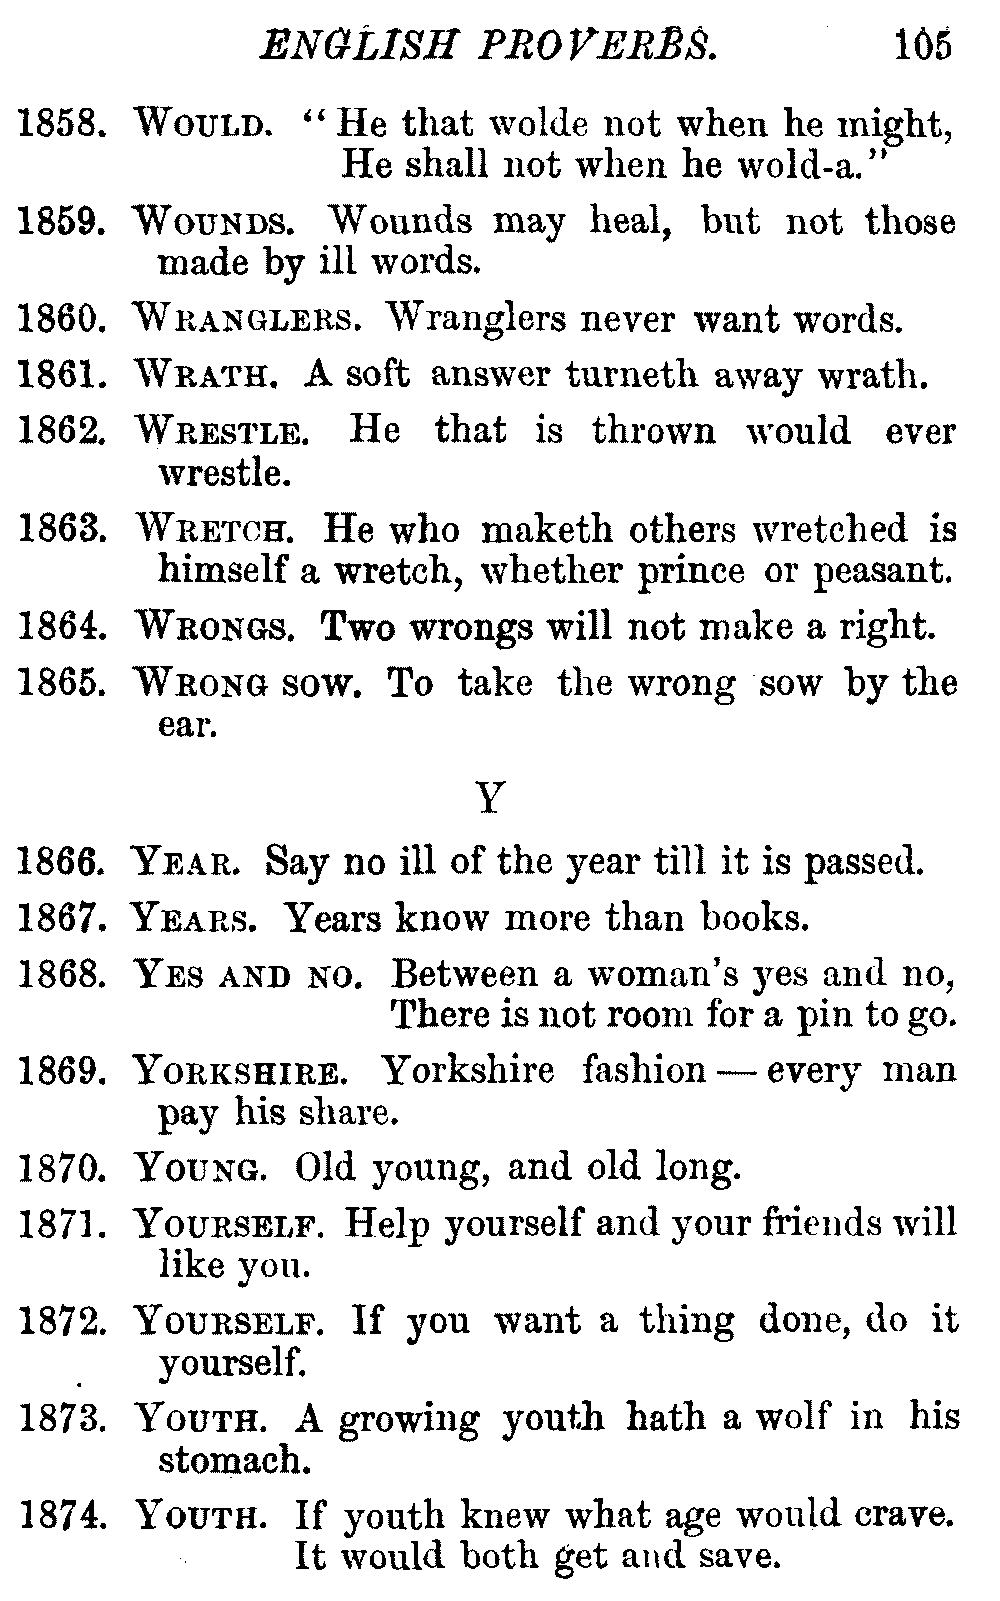 ENGLISH PROVERBS. 105
1858. WOULD. "He that wolde not when he might,
He shall not when he wold-a."
1859. WOUNDS. Wounds may heal, but not those
made by ill words.
1860. WRANGLERS. Wranglers never want words.
1861. WRATH. A soft answer turneth away wrath.
1862. WRESTLE. He that is thrown would ever
wrestle.
1863. WRETCH. He who maketh others wretched is
himself a wretch, whether prince or peasant.
1864. WRONGS. Two wrongs will not make a right.
1865. WRONG SOW. To take the wrong sow by the
ear.
Y
1866. YEAR. Say no ill of the year till it is passed.
1867. YEARS. Years know more than books.
1868. YES AND NO. Between a woman's yes and no,
There is not room for a pin to go.
1869. YORKSHIRE. Yorkshire fashion — every man
pay his share.
1870. YOUNG. Old young, and old long.
1871. YOURSELF. Help yourself and your friends will
like you.
1872. YOURSELF. If you want a thing done, do it
yourself.
1873. YOUTH. A growing youth hath a wolf in his
stomach.
1874. YOUTH. If youth knew what age would crave.
It would both get and save.